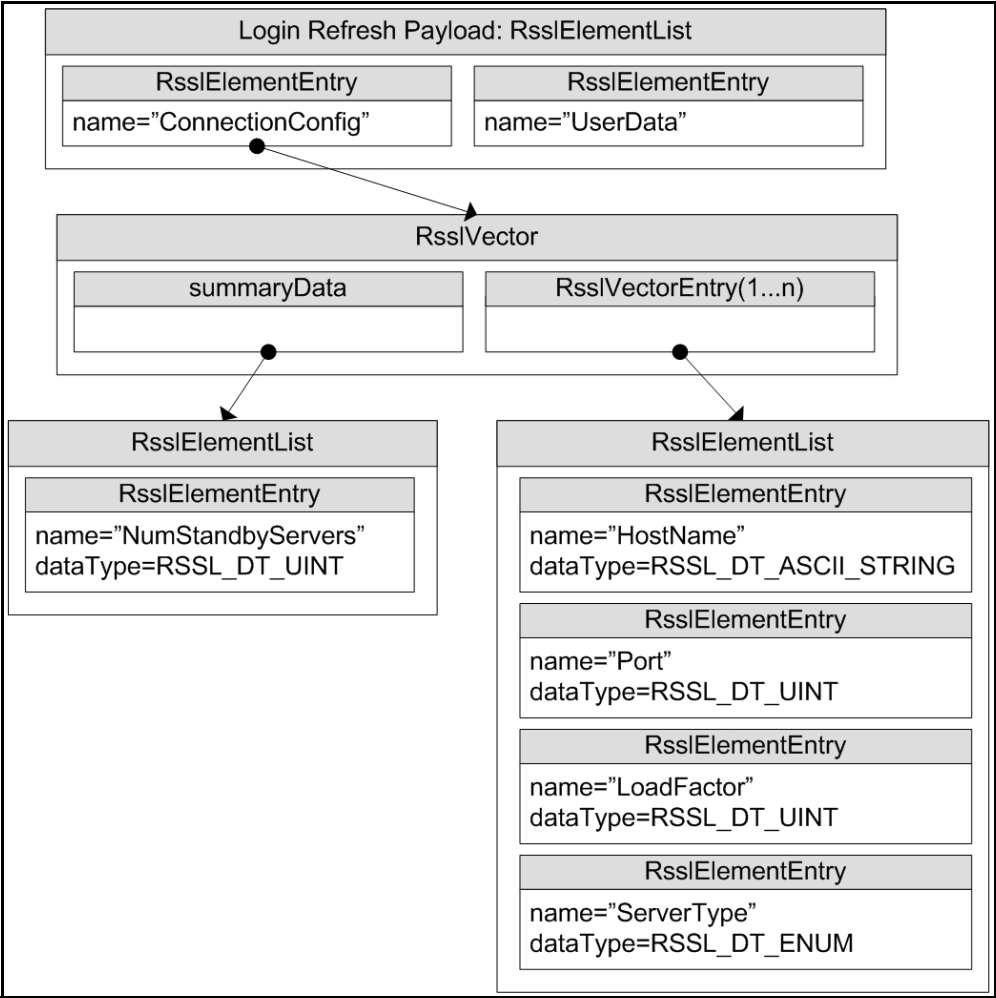 Login Refresh Payload: RsslElementList
RsslElementEntry
name=”ConnectionConfig”
RsslElementEntry
name=”UserData”
RsslVector
summaryData
RsslVectorEntry(1...n)
RsslElementList
RsslElementEntry
name=”NumStandbyServers”
dataType=RSSL_DT_UINT
RsslElementList
RsslElementEntry
name=”HostName”
dataType=RSSL_DT_ASCII_STRING
RsslElementEntry
name=”Port”
dataType=RSSL_DT_UINT
RsslElementEntry
name=”LoadFactor”
dataType=RSSL_DT_UINT
RsslElementEntry
name=”ServerType”
dataType=RSSL_DT_ENUM